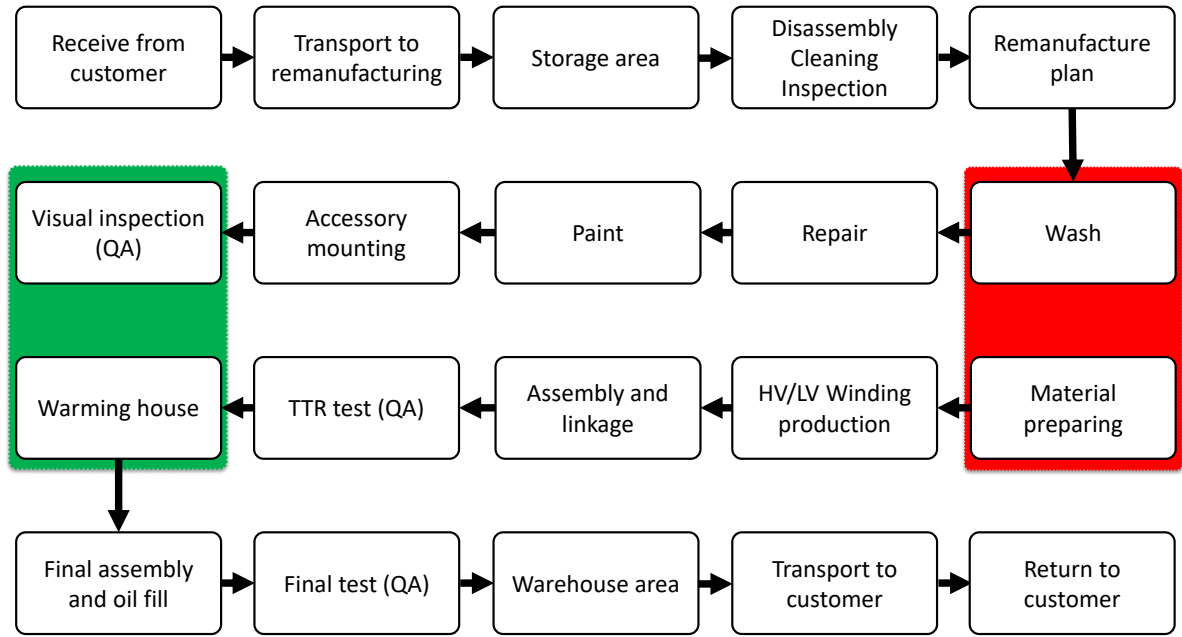 Receive from
customer
Transport to
remanufacturing
Storage area
Disassembly
Cleaning
Inspection
Remanufacture
plan
Visual inspection
(QA)
Accessory
mounting
Paint
Repair
Wash
Warming house
TTR test (QA)
Assembly and
linkage
HV/LV Winding
production
Material
preparing
Final assembly
and oil fill
Final test (QA)
Warehouse area
Transport to
customer
Return to
customer